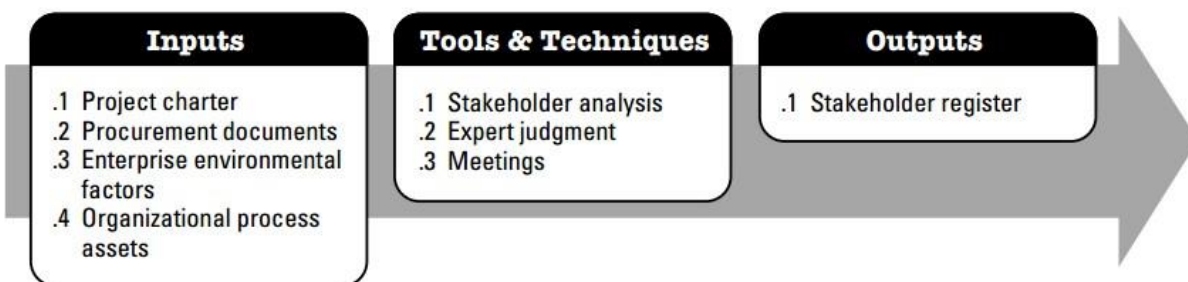 Inputs
.1 Project charter
.2 Procurement documents
.3 Enterprise environmental
factors
.4 Organizational process
assets
Tools & Techniques
.1 Stakeholder analysis
.2 Expert judgment
.3 Meetings
Outputs
.1 Stakeholder register